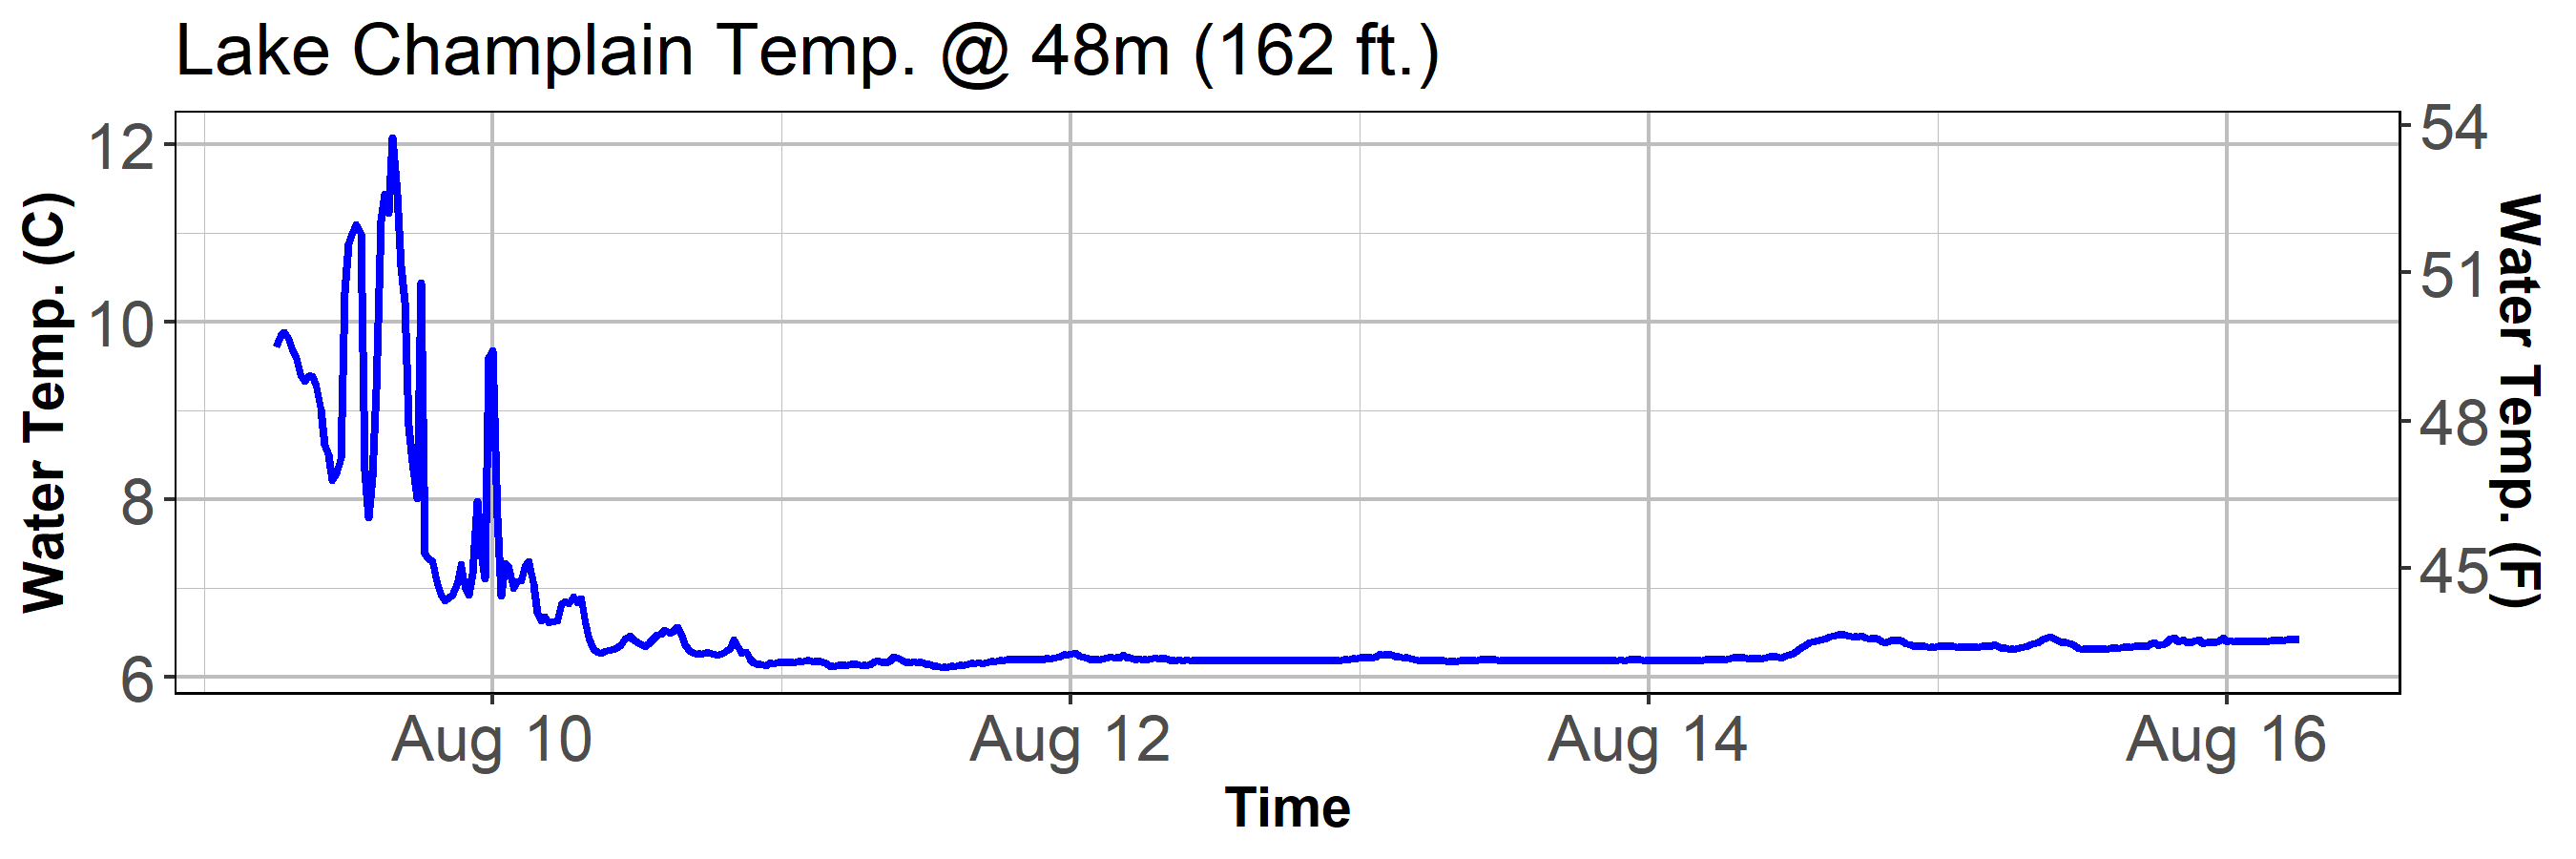 Lake Champlain Temp. @ 48m (162 ft.)
12
10
8
6
Water Temp. (C)
54
51
48
45
Water Temp. (F)
Aug 10
Aug 12
Aug 14
Aug 16
Time